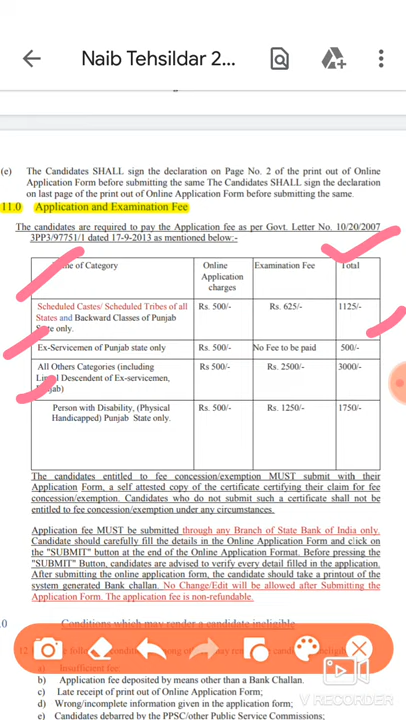 Naib Tehsildar 2...
(e) The Candidates SHALL sign the declaration on Page No. 2 of the print out of Online
Application Form before submitting the same The Candidates SHALL sign the declaration
on last page of the print out of Online Application Form before submitting the same.
11.0 Application and Examination Fee
The candidates are required to pay the Application fee as per Govt. Letter No. 10/20/2007
3PP3/97751/1 dated 17-9-2013 as mentioned below:-
of Category
Online Application charges
Examination Fee
Total
Scheduled Castes/ Scheduled Tribes of all
States and Backward Classes of Punjab
State only.
Rs. 500/-
Rs. 625/-
1125/-
Ex-Servicemen of Punjab state only
Rs. 500/-
No Fee to be paid
500/-
All Others Categories (including
Descendent of Ex-servicemen,
Rs 500/-
Rs. 2500/-
3000/-
Person with Disability, (Physical
Handicapped) Punjab State only.
Rs. 500/-
Rs. 1250/-
1750/-
The candidates entitled to fee concession/exemption MUST submit with their
Application Form, a self attested copy of the certificate certifying their claim for fee
concession/exemption. Candidates who do not submit such a certificate shall not be
entitled to fee concession/exemption under any circumstances.
Application fee MUST be submitted through any Branch of State Bank of India only.
Candidate should carefully fill the details in the Online Application Form and click on
the "SUBMIT" button at the end of the Online Application Format. Before pressing the
"SUBMIT" Button, candidates are advised to verify every detail filled in the application.
After submitting the online application form, the candidate should take a printout of the
system generated Bank challan. No Change/Edit will be allowed after Submitting the
Application Form. The application fee is non-refundable.
.0 Conditions which may render a candidate ineligible
a) Insufficient fee;
b) Application fee deposited by means other than a Bank Challan.
c) Late receipt of print out of Online Application Form;
d) Wrong/incomplete information given in the application form;
e) Candidates debarred by the PPSC/other Public Service Commissions;
VRECORDER